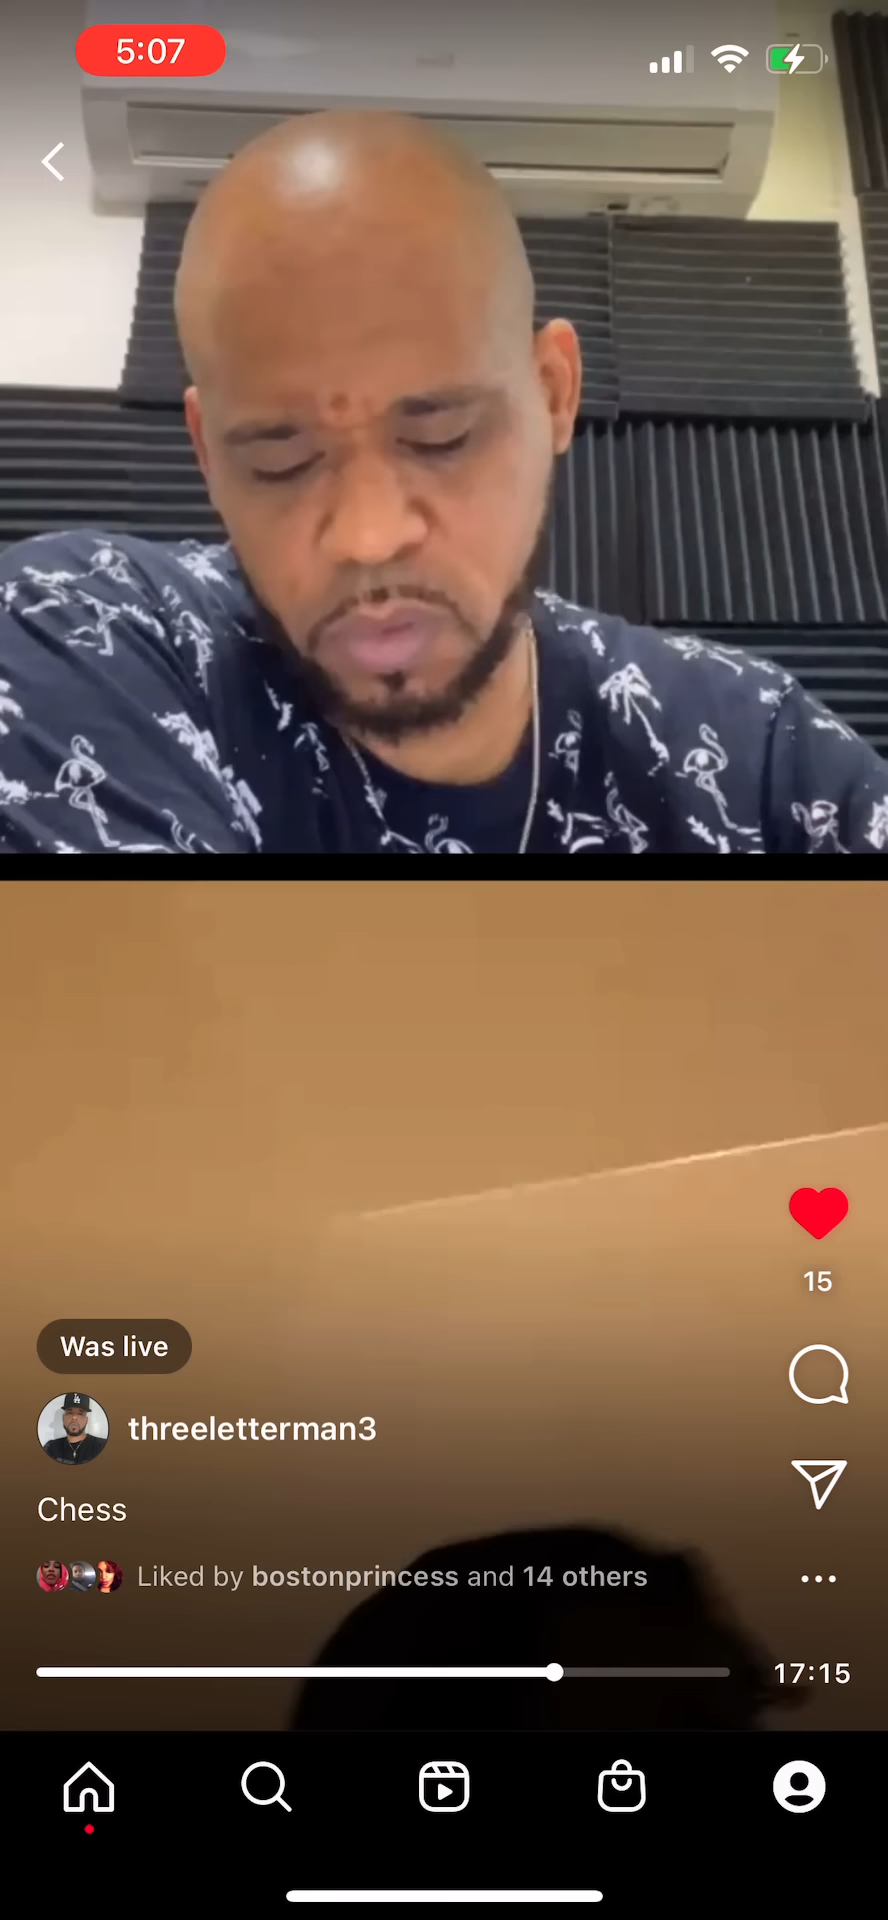 5:07
15
Was live
threeletterman3
Chess
Liked by bostonprincess and 14 others
17:15